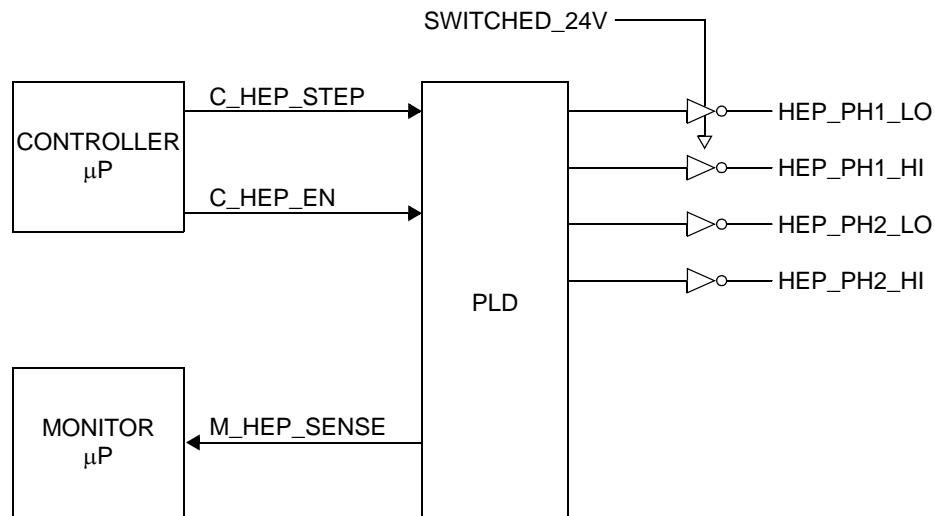 SWITCHED_24V
C_HEP_STEP
HEP_PH1_LO
CONTROLLER
μP
HEP_PH1_HI
C_HEP_EN
HEP_PH2_LO
HEP_PH2_HI
PLD
M_HEP_SENSE
MONITOR
μP